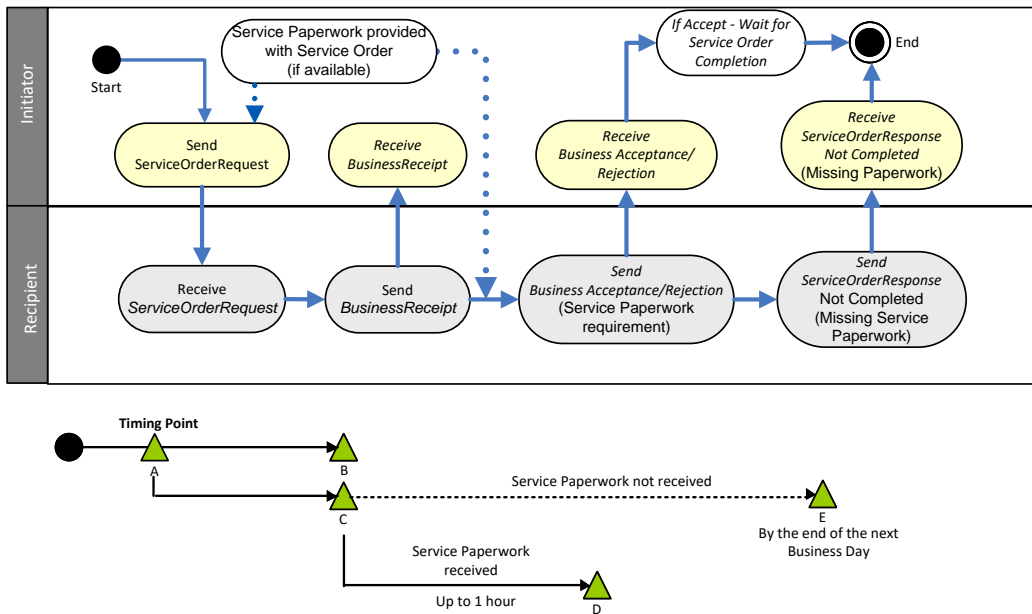 Initiator
Service Paperwork provided
with Service Order
(if available)
Start
If Accept - Wait for
Service Order
Completion
End
Send
ServiceOrderRequest
Receive
BusinessReceipt
Receive
Business Acceptance/
Rejection
Receive
ServiceOrderResponse
Not Completed
(Missing Paperwork)
Recipient
Receive
ServiceOrderRequest
Send
BusinessReceipt
Send
Business Acceptance/Rejection
(Service Paperwork
requirement)
Send
ServiceOrderResponse
Not Completed
(Missing Service
Paperwork)
Timing Point
A
B
C
Service Paperwork not received
E
By the end of the next
Business Day
Service Paperwork
received
Up to 1 hour
D